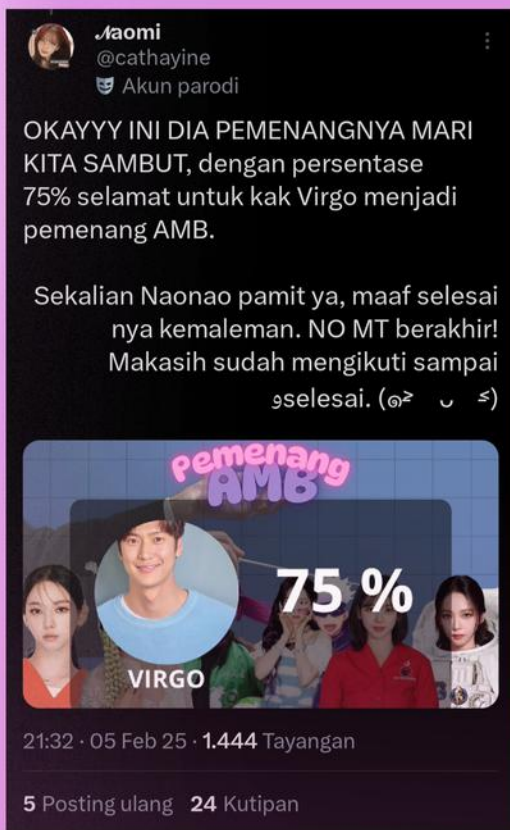 Naomi
@cathayine
Akun parodi
OKAYYY INI DIA PEMENANGNYA MARI
KITA SAMBUT, dengan persentase
75% selamat untuk kak Virgo menjadi
pemenang AMB.
Sekalian Naonao pamit ya, maaf selesai
nya kemaleman. NO MT berakhir!
Makasih sudah mengikuti sampai
وselesai. (๑˃̵ ᴗ ˂̵)
pemenang
AMB
75 %
VIRGO
21:32 · 05 Feb 25 · 1.444 Tayangan
5 Posting ulang 24 Kutipan